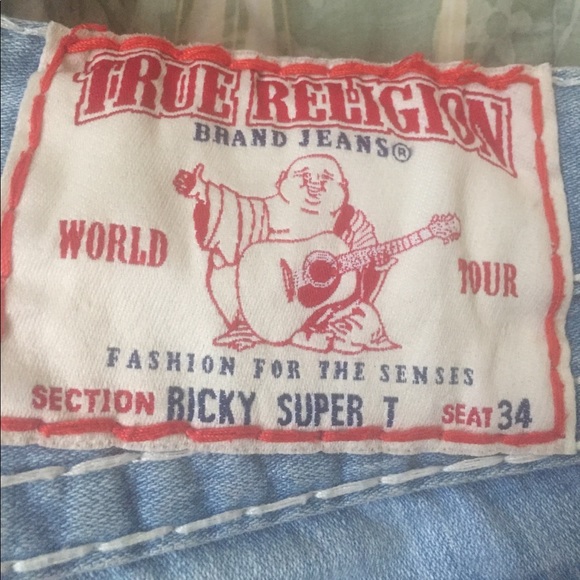 TRUE RELIGION
BRAND JEANS®
WORLD TOUR
FASHION FOR THE SENSES
SECTION RICKY SUPER T SEAT 34